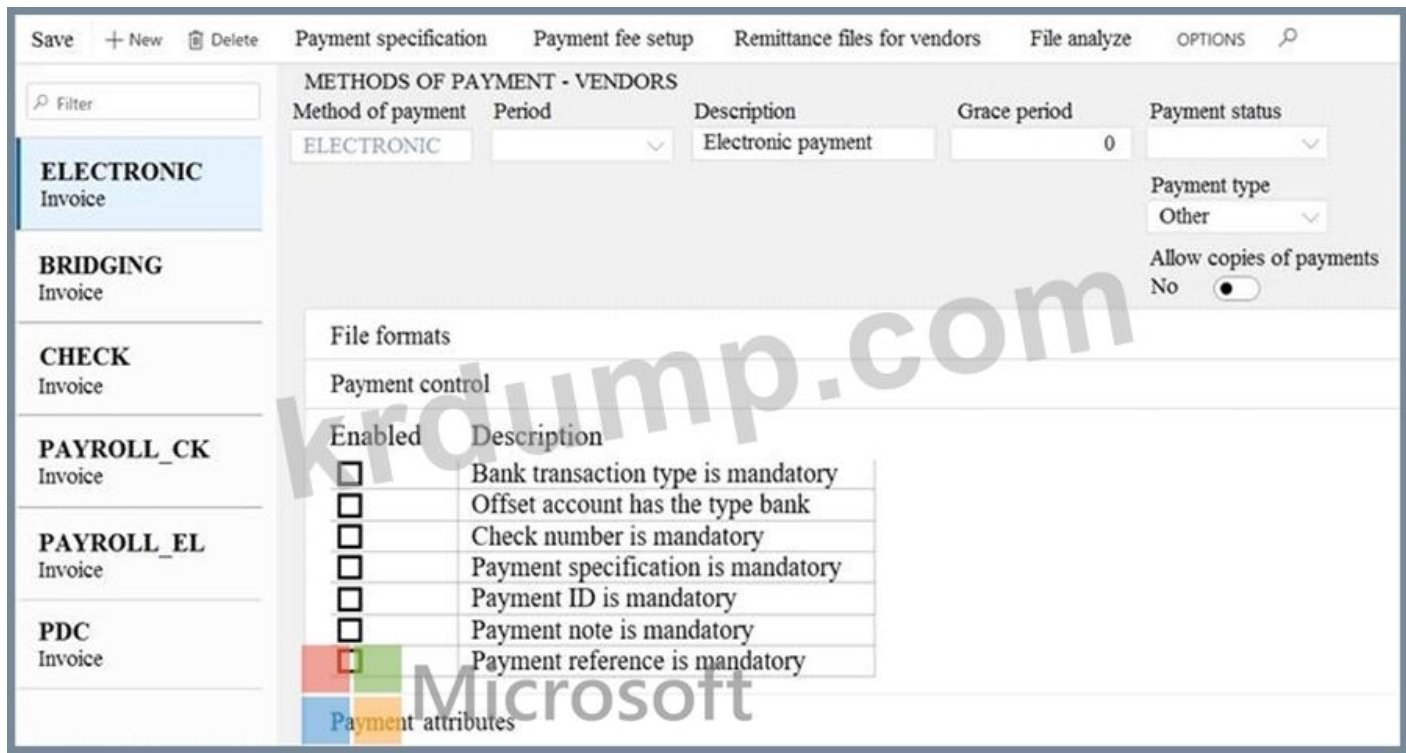 Save + New Delete Payment specification Payment fee setup Remittance files for vendors File analyze OPTIONS
Filter
ELECTRONIC
Invoice
BRIDGING
Invoice
CHECK
Invoice
PAYROLL_CK
Invoice
PAYROLL_EL
Invoice
PDC
Invoice
METHODS OF PAYMENT - VENDORS
Method of payment Period Description Grace period Payment status
ELECTRONIC Electronic payment 0
Payment type
Other
Allow copies of payments
No
File formats
Payment control
Enabled Description
Bank transaction type is mandatory
Offset account has the type bank
Check number is mandatory
Payment specification is mandatory
Payment ID is mandatory
Payment note is mandatory
Payment reference is mandatory
Payment attributes
krdump.com
Microsoft